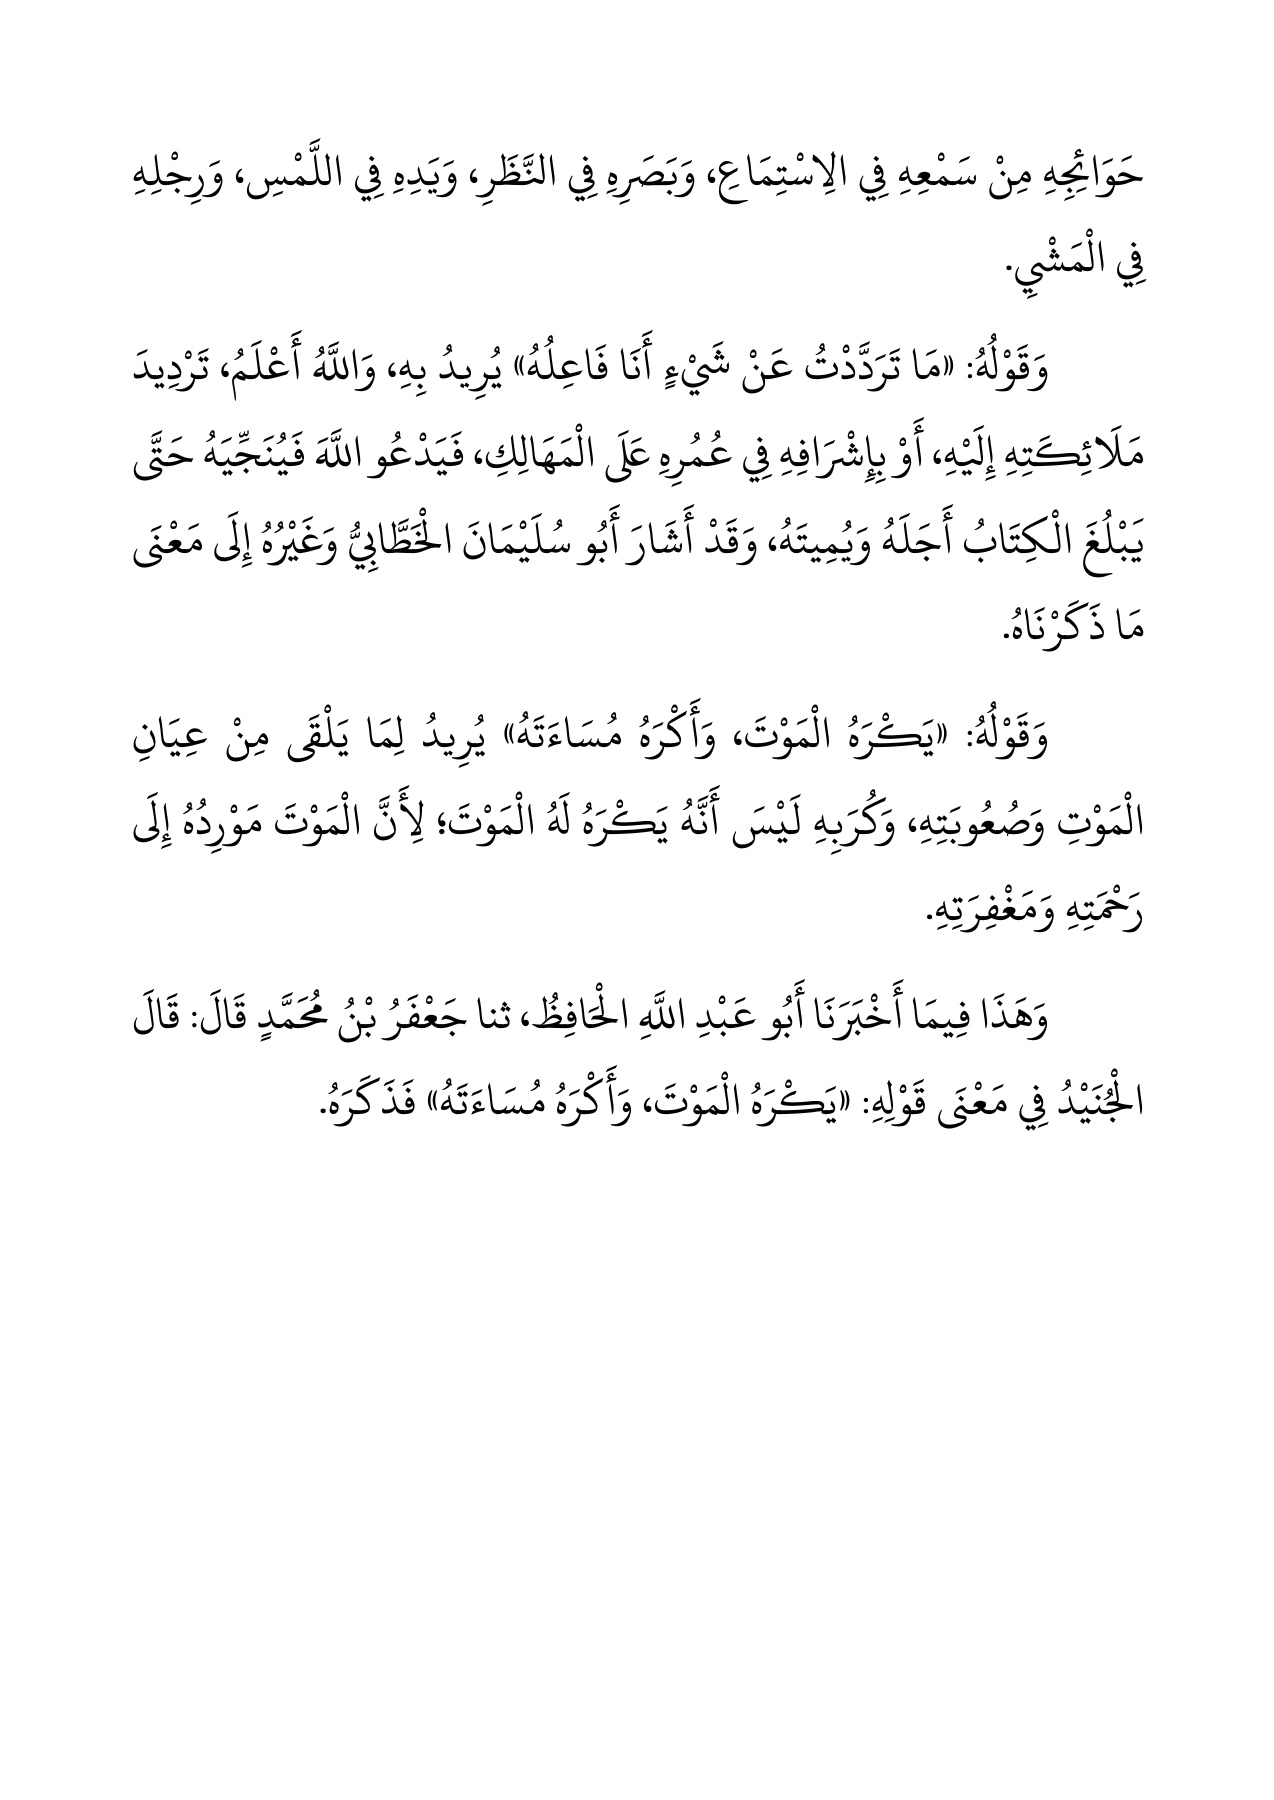 حَوَائِجِهِ مِنْ سَمْعِهِ فِي الِاسْتِمَاعِ، وَبَصَرِهِ فِي النَّظَرِ، وَيَدِهِ فِي اللَّمْسِ، وَرِجْلِهِ
فِي الْمَشْيِ.
وَقَوْلُهُ: «مَا تَرَدَّدْتُ عَنْ شَيْءٍ أَنَا فَاعِلُهُ» يُرِيدُ بِهِ، وَاللَّهُ أَعْلَمُ، تَرْدِيدَ
مَلَائِكَتِهِ إِلَيْهِ، أَوْ بِإِشْرَافِهِ فِي عُمُرِهِ عَلَى الْمَهَالِكِ، فَيَدْعُو اللَّهَ فَيُنَجِّيَهُ حَتَّى
يَبْلُغَ الْكِتَابُ أَجَلَهُ وَيُمِيتَهُ، وَقَدْ أَشَارَ أَبُو سُلَيْمَانَ الْخَطَّابِيُّ وَغَيْرُهُ إِلَى مَعْنَى
مَا ذَكَرْنَاهُ.
وَقَوْلُهُ: «يَكْرَهُ الْمَوْتَ، وَأَكْرَهُ مُسَاءَتَهُ» يُرِيدُ لِمَا يَلْقَى مِنْ عِيَانِ
الْمَوْتِ وَصُعُوبَتِهِ، وَكُرَبِهِ لَيْسَ أَنَّهُ يَكْرَهُ لَهُ الْمَوْتَ؛ لِأَنَّ الْمَوْتَ مَوْرِدُهُ إِلَى
رَحْمَتِهِ وَمَغْفِرَتِهِ.
وَهَذَا فِيمَا أَخْبَرَنَا أَبُو عَبْدِ اللَّهِ الْحَافِظُ، ثنا جَعْفَرُ بْنُ مُحَمَّدٍ قَالَ: قَالَ
الْجُنَيْدُ فِي مَعْنَى قَوْلِهِ: «يَكْرَهُ الْمَوْتَ، وَأَكْرَهُ مُسَاءَتَهُ» فَذَكَرَهُ.